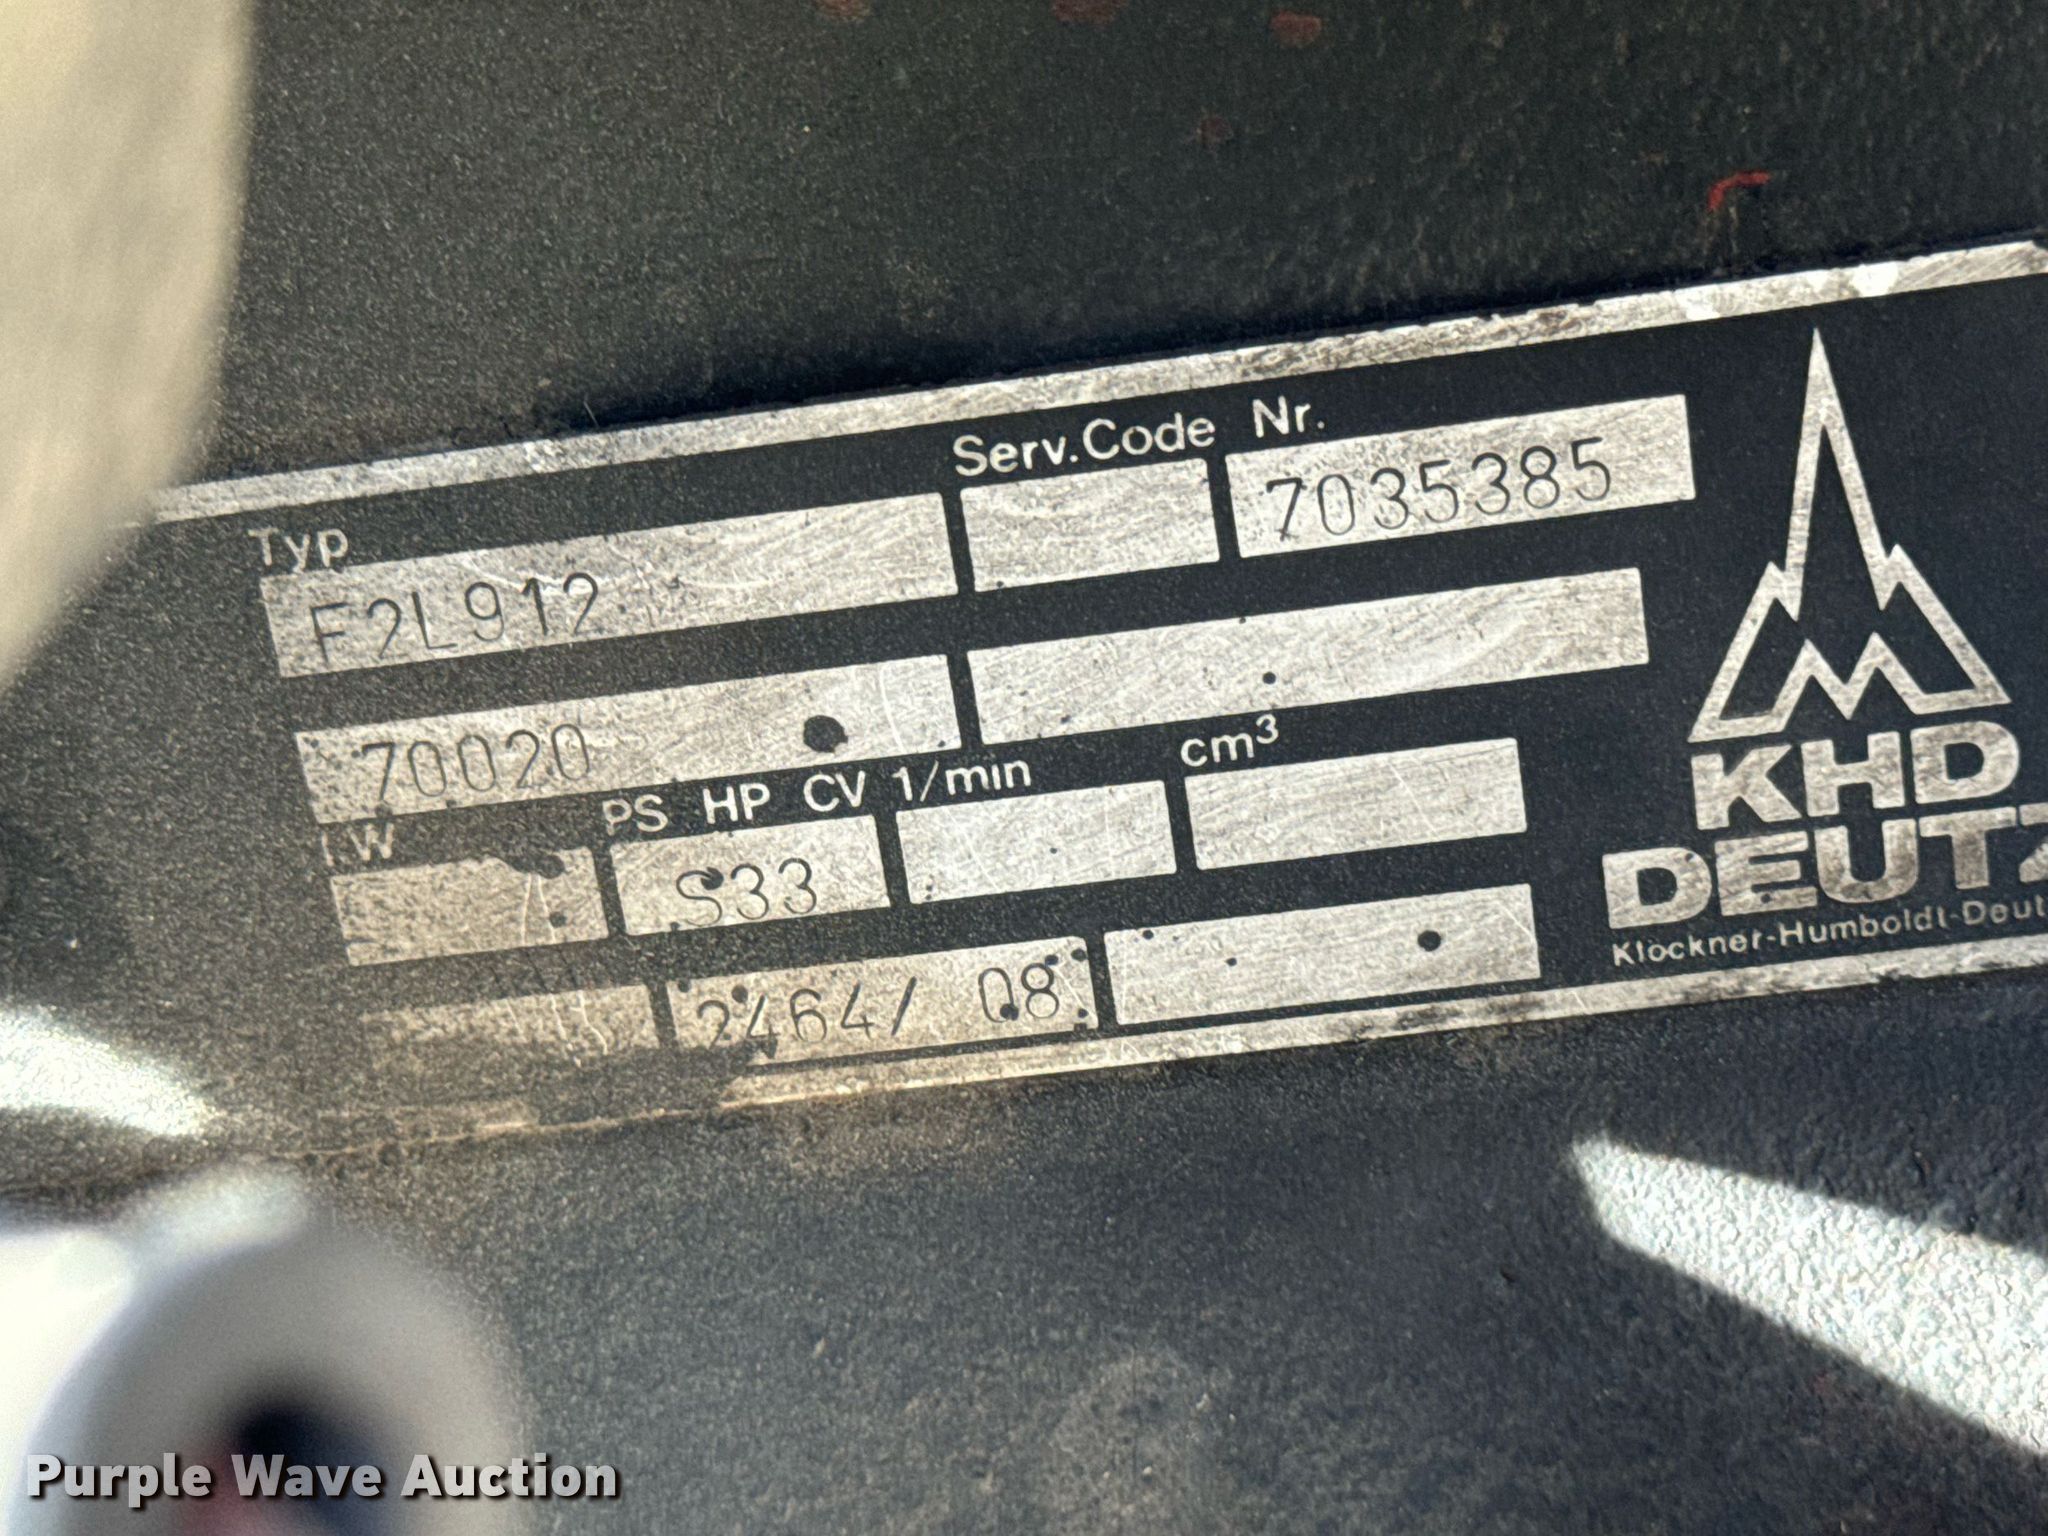 Typ
Serv.Code Nr.
F2L912
7035385
70020
kW PS HP CV 1/min cm³
S33
2464/ 08
KHD
DEUTZ
Klöckner-Humboldt-Deut
Purple Wave Auction